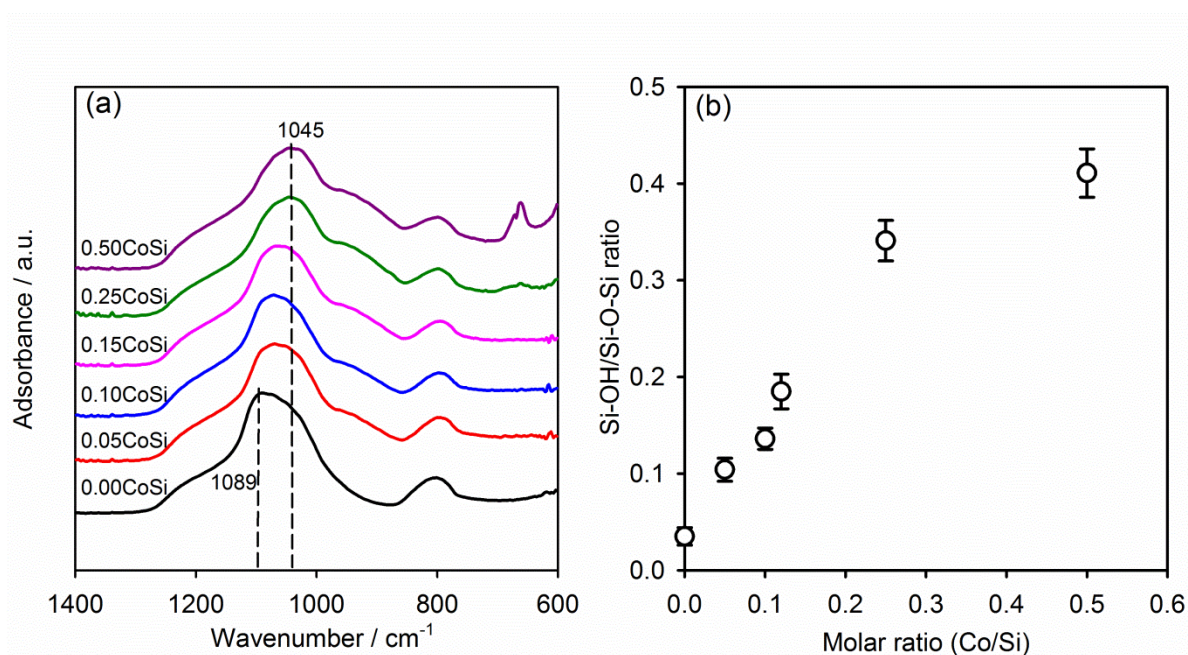 (a)
1045
0.50CoSi
0.25CoSi
0.15CoSi
0.10CoSi
0.05CoSi
0.00CoSi
1089
Adsorbance / a.u.
1400 1200 1000 800 600
Wavenumber / cm⁻¹
(b)
0.5
0.4
0.3
0.2
0.1
0.0
Si-OH/Si-O-Si ratio
0.0 0.1 0.2 0.3 0.4 0.5 0.6
Molar ratio (Co/Si)